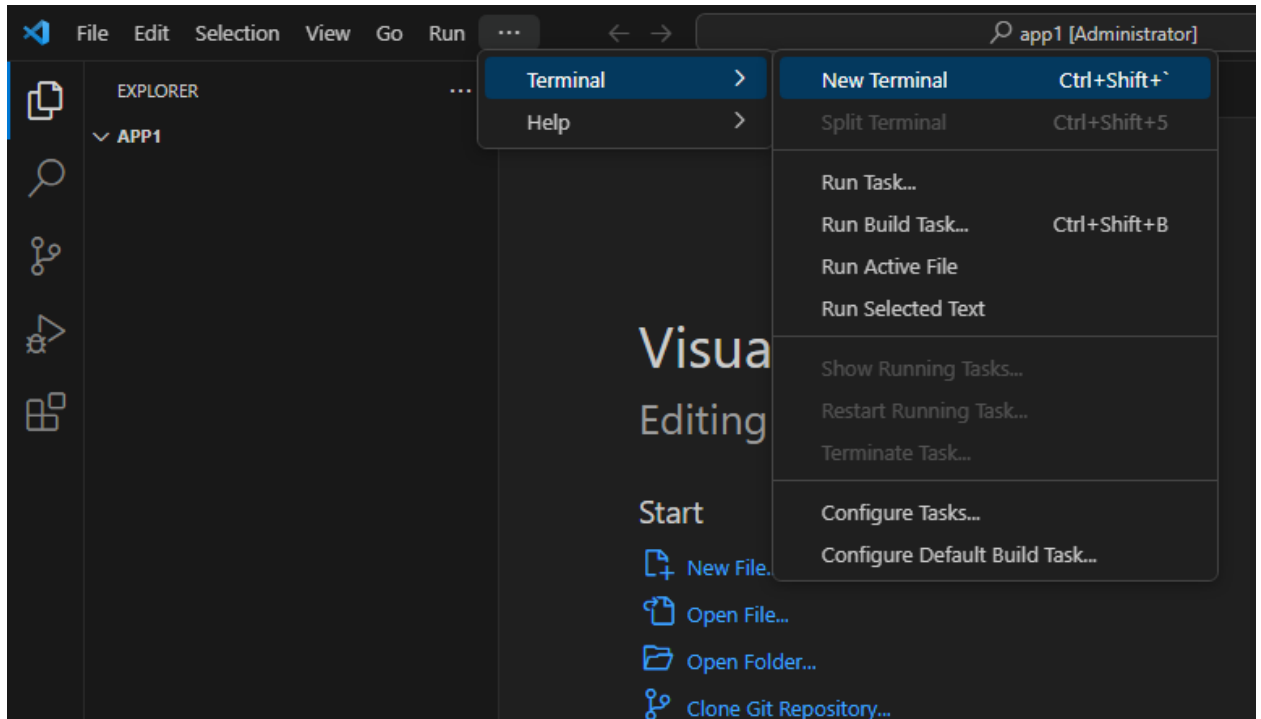 File Edit Selection View Go Run ··· app1 [Administrator]
EXPLORER ···
APP1
Terminal
Help
New Terminal Ctrl+Shift+`
Split Terminal Ctrl+Shift+5
Run Task...
Run Build Task... Ctrl+Shift+B
Run Active File
Run Selected Text
Show Running Tasks...
Restart Running Task...
Terminate Task...
Configure Tasks...
Configure Default Build Task...
Visua
Editing
Start
New File..
Open File...
Open Folder...
Clone Git Repository...